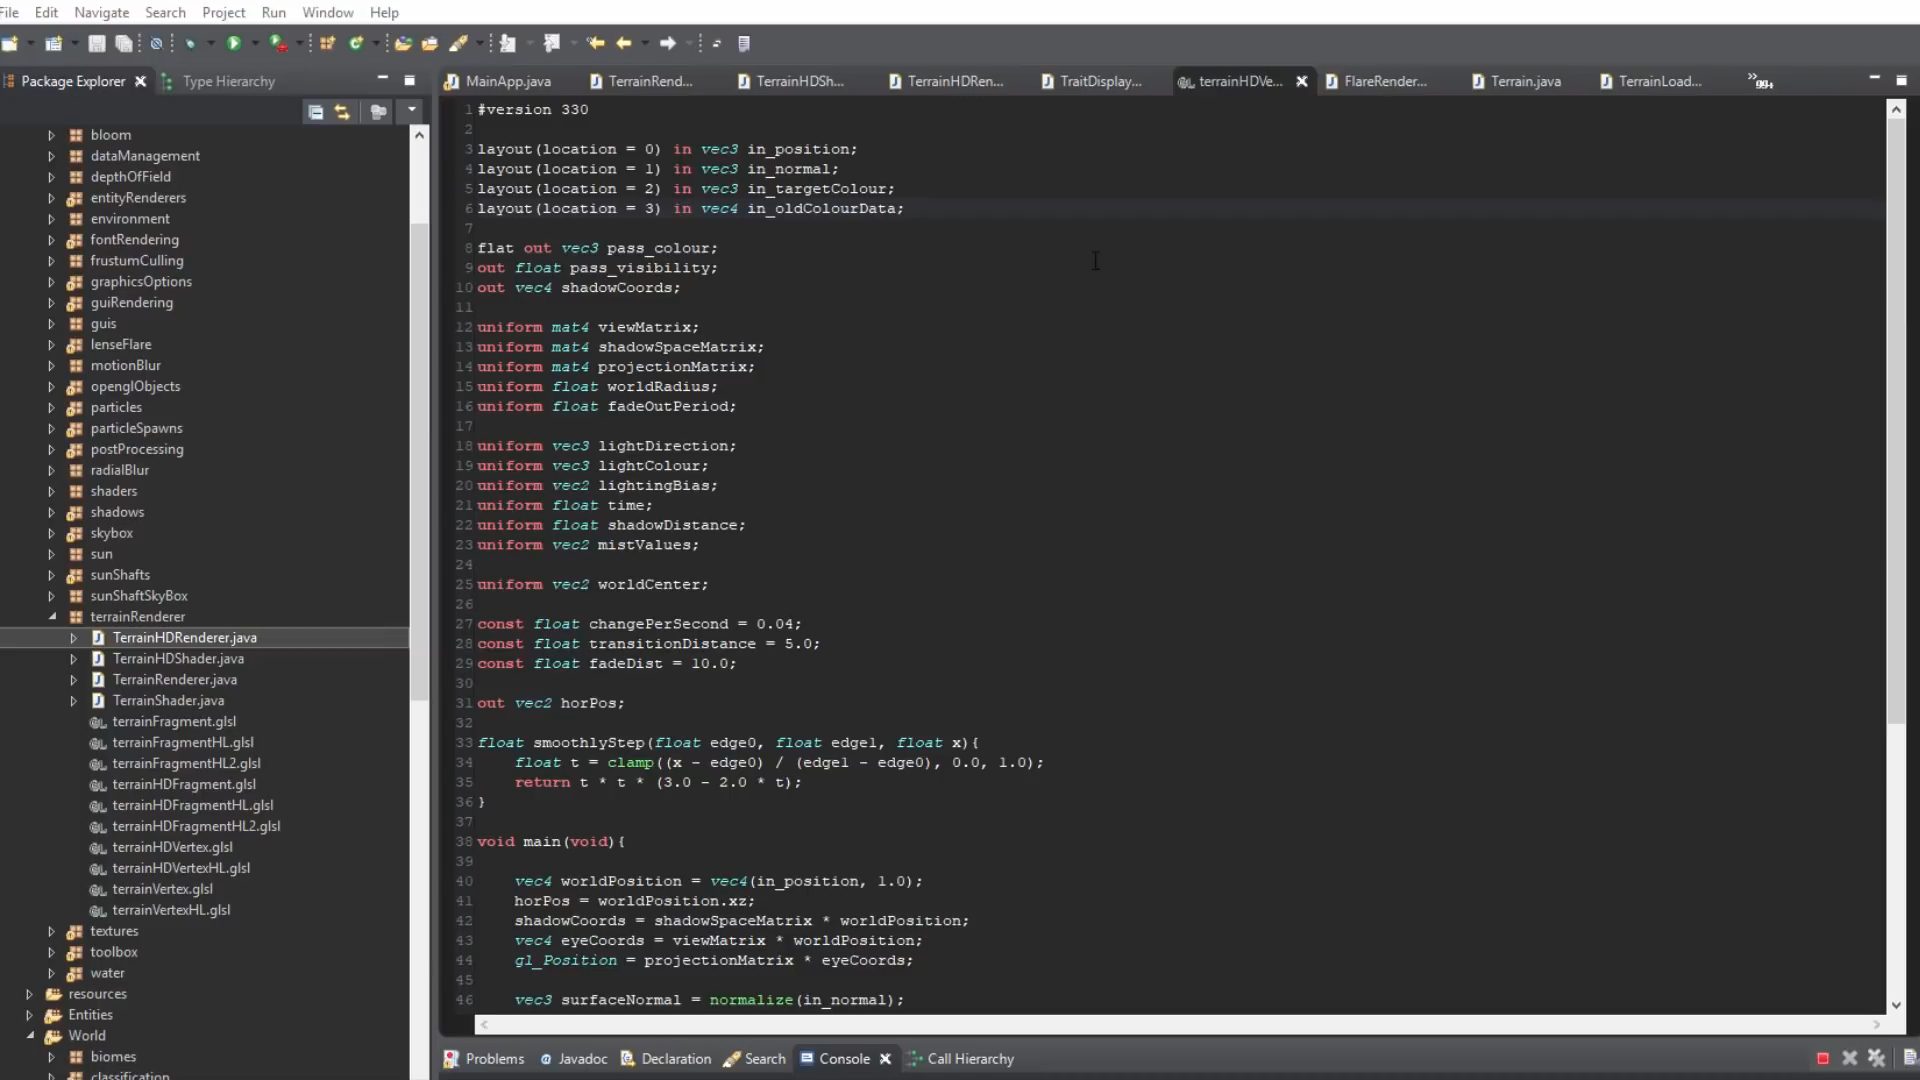 File Edit Navigate Search Project Run Window Help
Package Explorer Type Hierarchy
MainApp.java TerrainRend... TerrainHDSh... TerrainHDRen... TraitDisplay... terrainHDVe... FlareRender... Terrain.java TerrainLoad...
bloom
dataManagement
depthOfField
entityRenderers
environment
fontRendering
frustumCulling
graphicsOptions
guiRendering
guis
lenseFlare
motionBlur
openglObjects
particles
particleSpawns
postProcessing
radialBlur
shaders
shadows
skybox
sun
sunShafts
sunShaftSkyBox
terrainRenderer
TerrainHDRenderer.java
TerrainHDShader.java
TerrainRenderer.java
TerrainShader.java
terrainFragment.glsl
terrainFragmentHL.glsl
terrainFragmentHL2.glsl
terrainHDFragment.glsl
terrainHDFragmentHL.glsl
terrainHDFragmentHL2.glsl
terrainHDVertex.glsl
terrainHDVertexHL.glsl
terrainVertex.glsl
terrainVertexHL.glsl
textures
toolbox
water
resources
Entities
World
biomes
classification
1 #version 330
2
3 layout(location = 0) in vec3 in_position;
4 layout(location = 1) in vec3 in_normal;
5 layout(location = 2) in vec3 in_targetColour;
6 layout(location = 3) in vec4 in_oldColourData;
7
8 flat out vec3 pass_colour;
9 out float pass_visibility;
10 out vec4 shadowCoords;
11
12 uniform mat4 viewMatrix;
13 uniform mat4 shadowSpaceMatrix;
14 uniform mat4 projectionMatrix;
15 uniform float worldRadius;
16 uniform float fadeOutPeriod;
17
18 uniform vec3 lightDirection;
19 uniform vec3 lightColour;
20 uniform vec2 lightingBias;
21 uniform float time;
22 uniform float shadowDistance;
23 uniform vec2 mistValues;
24
25 uniform vec2 worldCenter;
26
27 const float changePerSecond = 0.04;
28 const float transitionDistance = 5.0;
29 const float fadeDist = 10.0;
30
31 out vec2 horPos;
32
33 float smoothlyStep(float edge0, float edge1, float x){
34 float t = clamp((x - edge0) / (edge1 - edge0), 0.0, 1.0);
35 return t * t * (3.0 - 2.0 * t);
36 }
37
38 void main(void){
39
40 vec4 worldPosition = vec4(in_position, 1.0);
41 horPos = worldPosition.xz;
42 shadowCoords = shadowSpaceMatrix * worldPosition;
43 vec4 eyeCoords = viewMatrix * worldPosition;
44 gl_Position = projectionMatrix * eyeCoords;
45
46 vec3 surfaceNormal = normalize(in_normal);
Problems Javadoc Declaration Search Console Call Hierarchy